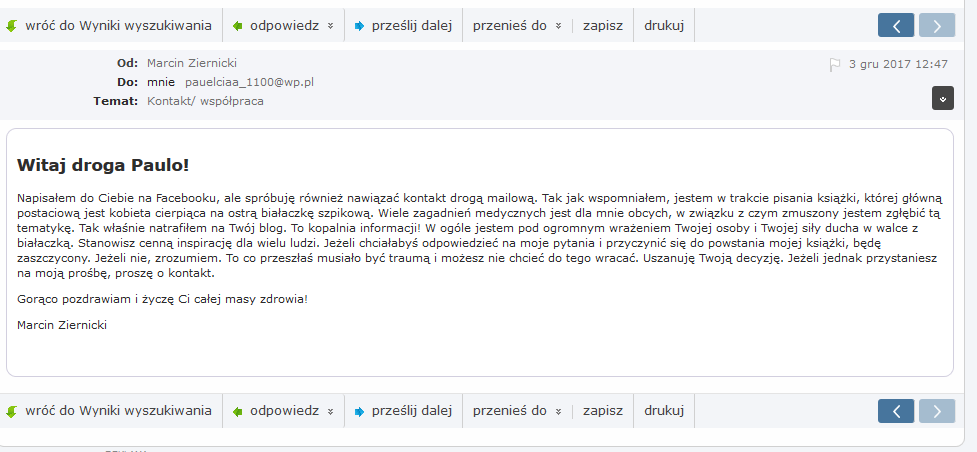 wróć do Wyniki wyszukiwania odpowiedz prześlij dalej przenieś do zapisz drukuj
Od: Marcin Ziernicki 3 gru 2017 12:47
Do: mnie pauelciaa_1100@wp.pl
Temat: Kontakt/ współpraca
Witaj droga Paulo!
Napisałem do Ciebie na Facebooku, ale spróbuję również nawiązać kontakt drogą mailową. Tak jak wspomniałem, jestem w trakcie pisania książki, której główną
postaciową jest kobieta cierpiąca na ostrą białaczkę szpikową. Wiele zagadnień medycznych jest dla mnie obcych, w związku z czym zmuszony jestem zgłębić tą
tematykę. Tak właśnie natrafiłem na Twój blog. To kopalnia informacji! W ogóle jestem pod ogromnym wrażeniem Twojej osoby i Twojej siły ducha w walce z
białaczką. Stanowisz cenną inspirację dla wielu ludzi. Jeżeli chciałabyś odpowiedzieć na moje pytania i przyczynić się do powstania mojej książki, będę
zaszczycony. Jeżeli nie, zrozumiem. To co przeszłaś musiało być traumą i możesz nie chcieć do tego wracać. Uszanuję Twoją decyzję. Jeżeli jednak przystaniesz
na moją prośbę, proszę o kontakt.
Gorąco pozdrawiam i życzę Ci całej masy zdrowia!
Marcin Ziernicki
wróć do Wyniki wyszukiwania odpowiedz prześlij dalej przenieś do zapisz drukuj